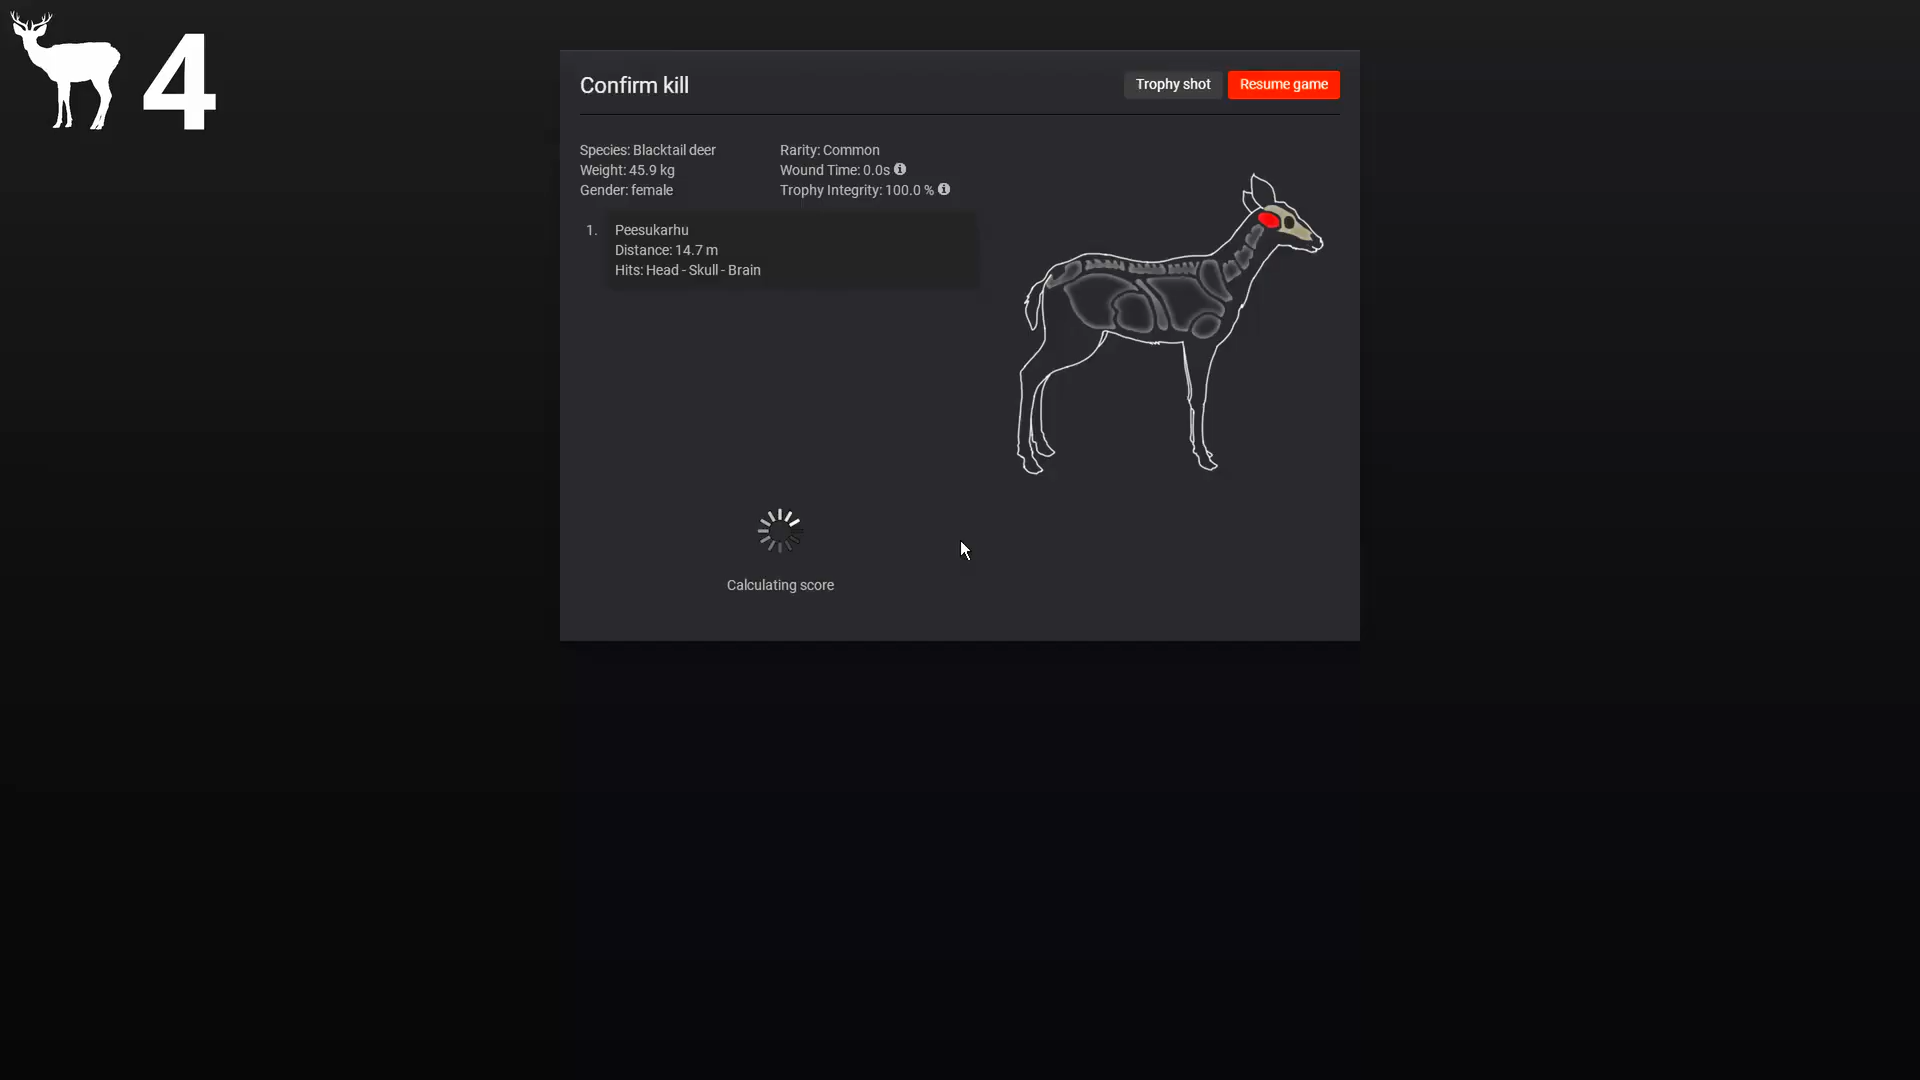 4
Confirm kill
Trophy shot
Resume game
Species: Blacktail deer
Weight: 45.9 kg
Gender: female
Rarity: Common
Wound Time: 0.0s
Trophy Integrity: 100.0 %
1. Peesukarhu
Distance: 14.7 m
Hits: Head - Skull - Brain
Calculating score